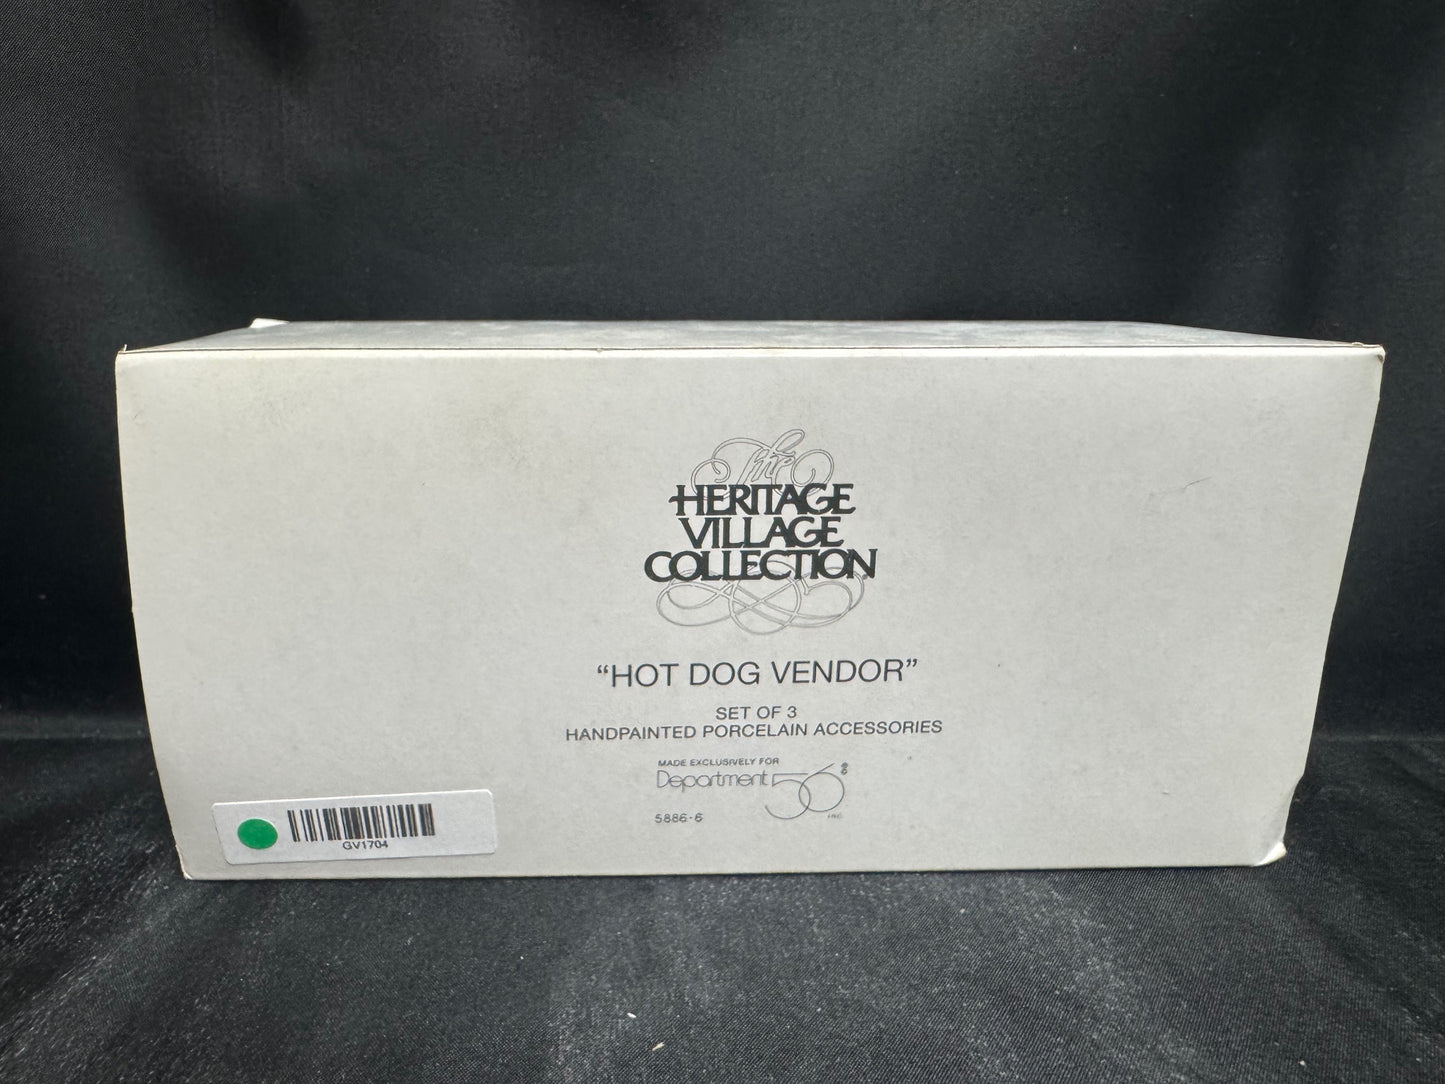 The
HERITAGE
VILLAGE
COLLECTION
“HOT DOG VENDOR”
SET OF 3
HANDPAINTED PORCELAIN ACCESSORIES
MADE EXCLUSIVELY FOR
Department 56®
INC.
5886-6
GV1704